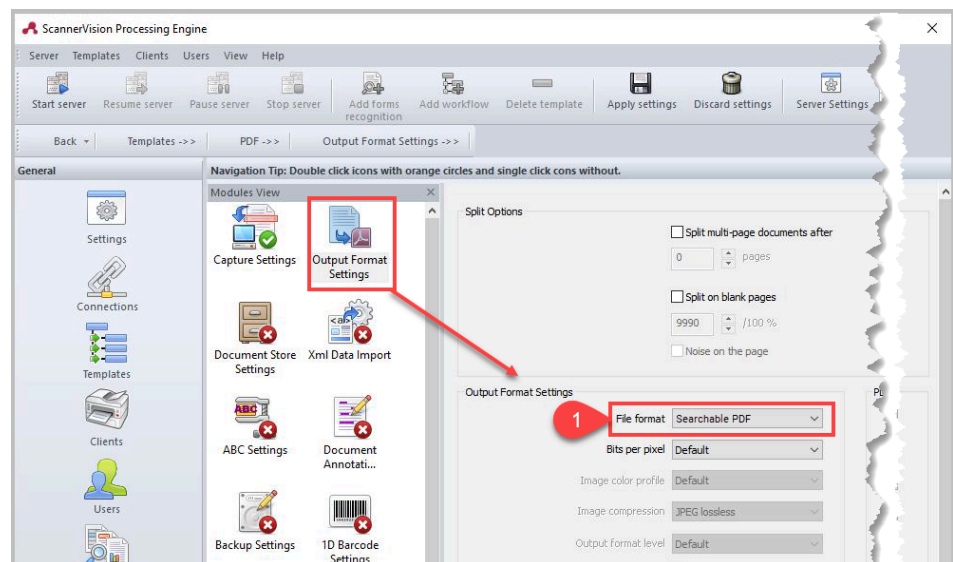 ScannerVision Processing Engine
Server Templates Clients Users View Help
Start server Resume server Pause server Stop server Add forms recognition Add workflow Delete template Apply settings Discard settings Server Settings
Back Templates ->> PDF ->> Output Format Settings ->>
General
Navigation Tip: Double click icons with orange circles and single click cons without.
Modules View
Settings
Connections
Templates
Clients
Users
Capture Settings
Output Format
Settings
Document Store
Settings
Xml Data Import
ABC
ABC Settings
Document
Annotati...
Backup Settings
1D Barcode
Settings
Split Options
Split multi-page documents after
0 pages
Split on blank pages
9990 /100 %
Noise on the page
Output Format Settings
1 File format Searchable PDF
Bits per pixel Default
Image color profile Default
Image compression JPEG lossless
Output format level Default